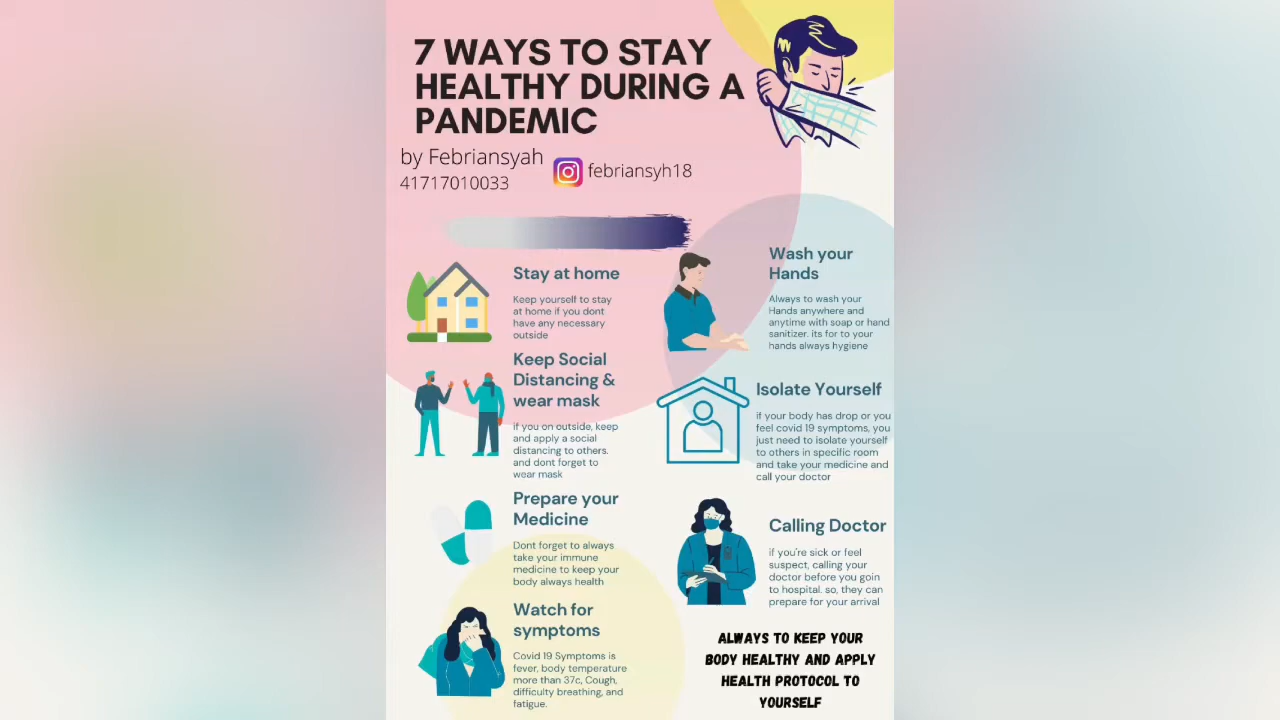 7 WAYS TO STAY
HEALTHY DURING A
PANDEMIC
by Febriansyah
41717010033
febriansyh18
Stay at home
Keep yourself to stay
at home if you dont
have any necessary
outside
Keep Social
Distancing &
wear mask
if you on outside, keep
and apply a social
distancing to others.
and dont forget to
wear mask
Prepare your
Medicine
Dont forget to always
take your immune
medicine to keep your
body always health
Watch for
symptoms
Covid 19 Symptoms is
fever, body temperature
more than 37c, Cough,
difficulty breathing, and
fatigue.
Wash your
Hands
Always to wash your
Hands anywhere and
anytime with soap or hand
sanitizer. its for to your
hands always hygiene
Isolate Yourself
if your body has drop or you
feel covid 19 symptoms, you
just need to isolate yourself
to others in specific room
and take your medicine and
call your doctor
Calling Doctor
if you're sick or feel
suspect, calling your
doctor before you goin
to hospital. so, they can
prepare for your arrival
ALWAYS TO KEEP YOUR
BODY HEALTHY AND APPLY
HEALTH PROTOCOL TO
YOURSELF